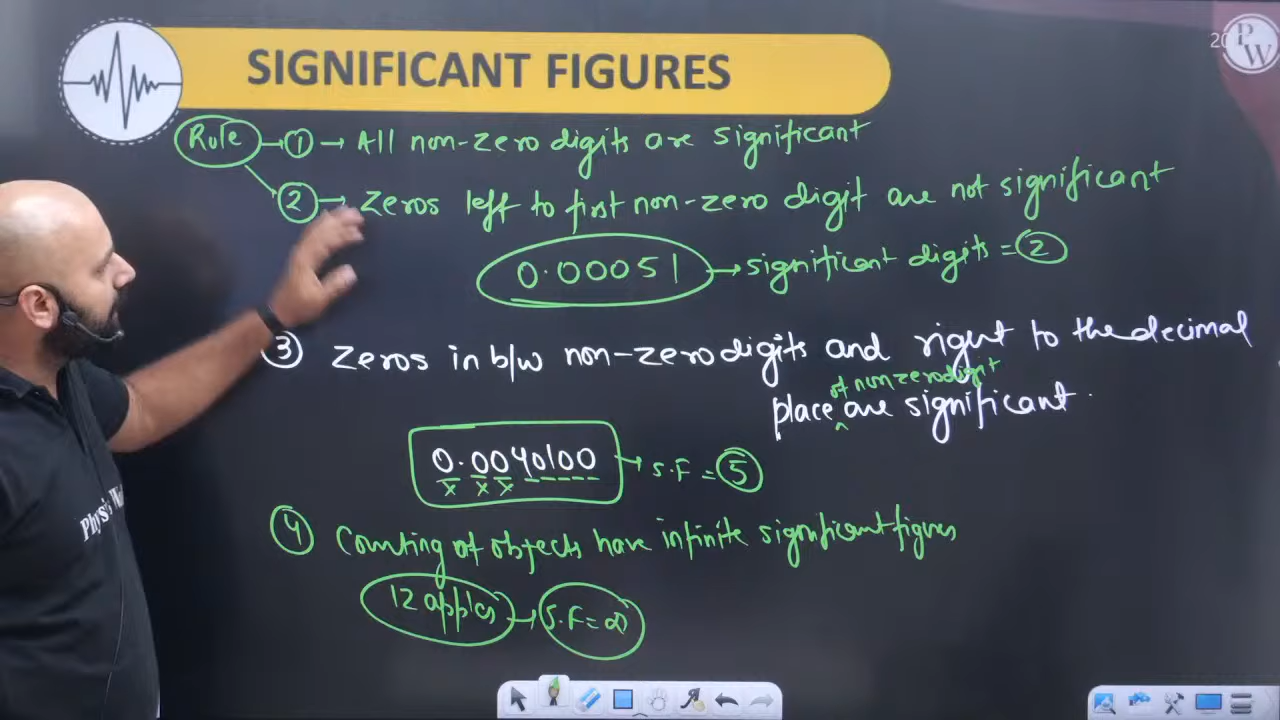 SIGNIFICANT FIGURES
20
PW
Rule → ① → All non-zero digits are significant
② → Zeros left to first non-zero digit are not significant
0.00051 → significant digits = ②
③ Zeros in b/w non-zero digits and right to the decimal
of non zero digit
place ^ are significant.
0.0040100 → S.F = ⑤
x x x
④ Counting of objects have infinite significant figures
12 apples → S.F = ∞
Physics W